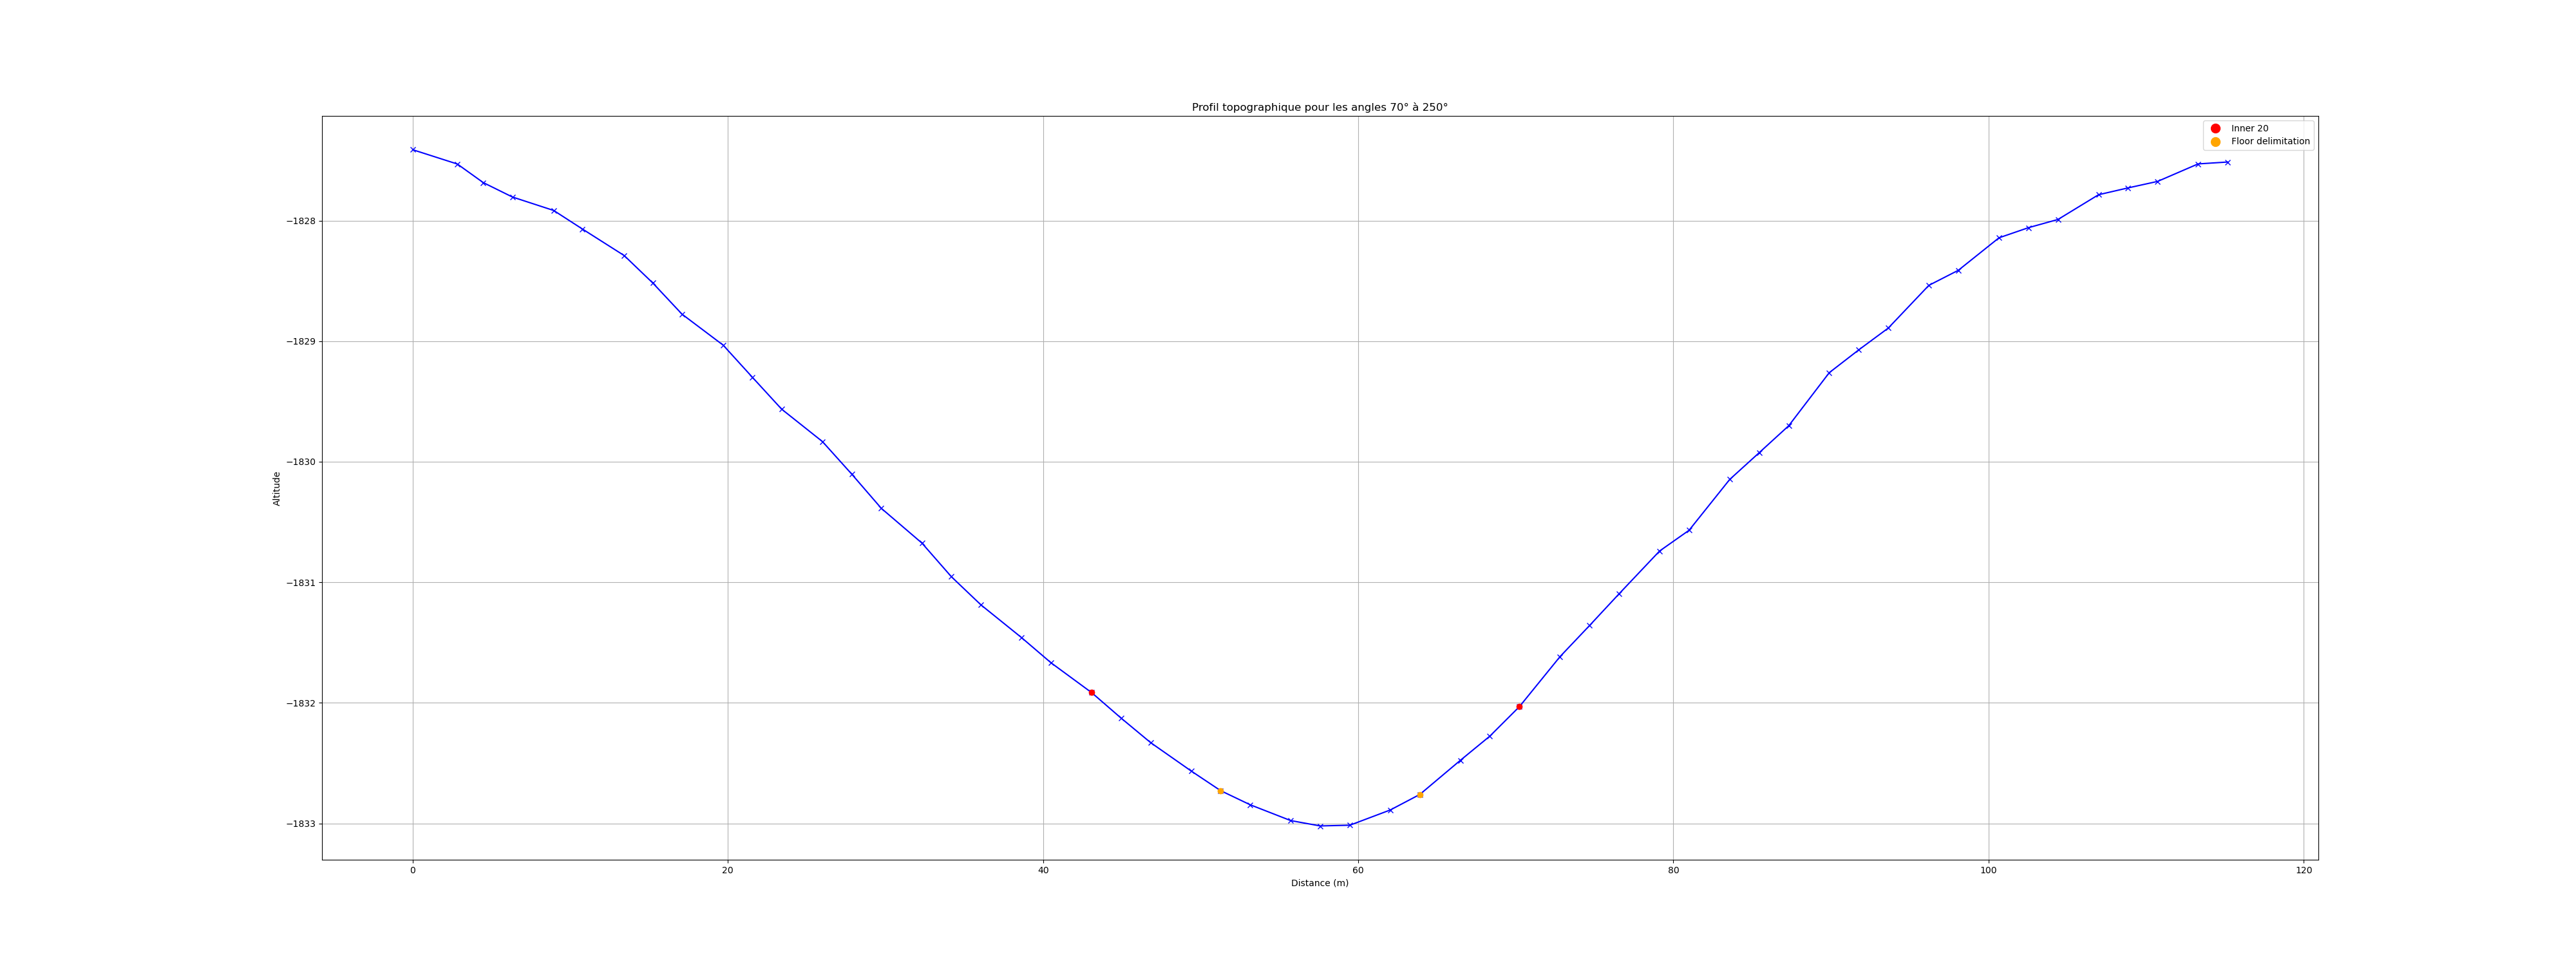 Profil topographique pour les angles 70° à 250°
Inner 20
Floor delimitation
Altitude
−1828
−1829
−1830
−1831
−1832
−1833
0 20 40 60 80 100 120
Distance (m)